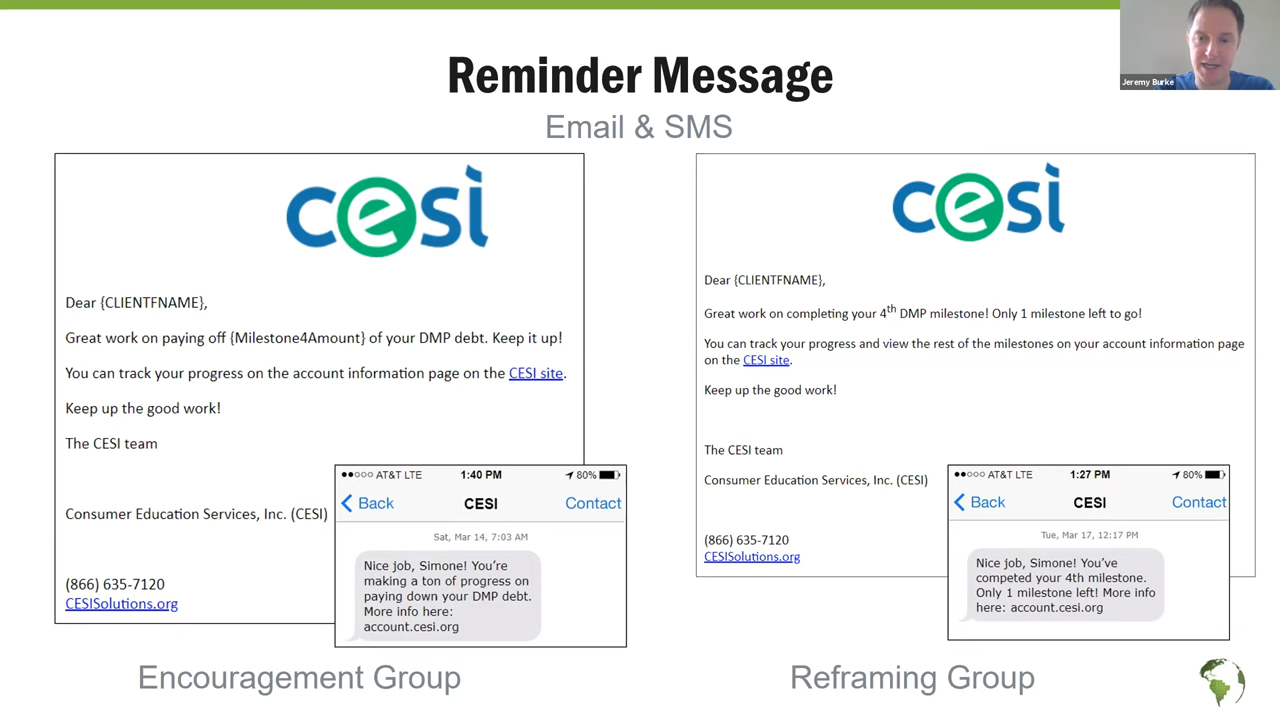 Jeremy Burke
Reminder Message
Email & SMS
cesi
Dear {CLIENTFNAME},
Great work on paying off {Milestone4Amount} of your DMP debt. Keep it up!
You can track your progress on the account information page on the CESI site.
Keep up the good work!
The CESI team
Consumer Education Services, Inc. (CESI)
(866) 635-7120
CESISolutions.org
AT&T LTE 1:40 PM 80%
Back CESI Contact
Sat, Mar 14, 7:03 AM
Nice job, Simone! You're
making a ton of progress on
paying down your DMP debt.
More info here:
account.cesi.org
Encouragement Group
cesi
Dear {CLIENTFNAME},
Great work on completing your 4th DMP milestone! Only 1 milestone left to go!
You can track your progress and view the rest of the milestones on your account information page
on the CESI site.
Keep up the good work!
The CESI team
Consumer Education Services, Inc. (CESI)
(866) 635-7120
CESISolutions.org
AT&T LTE 1:27 PM 80%
Back CESI Contact
Tue, Mar 17, 12:17 PM
Nice job, Simone! You've
competed your 4th milestone.
Only 1 milestone left! More info
here: account.cesi.org
Reframing Group